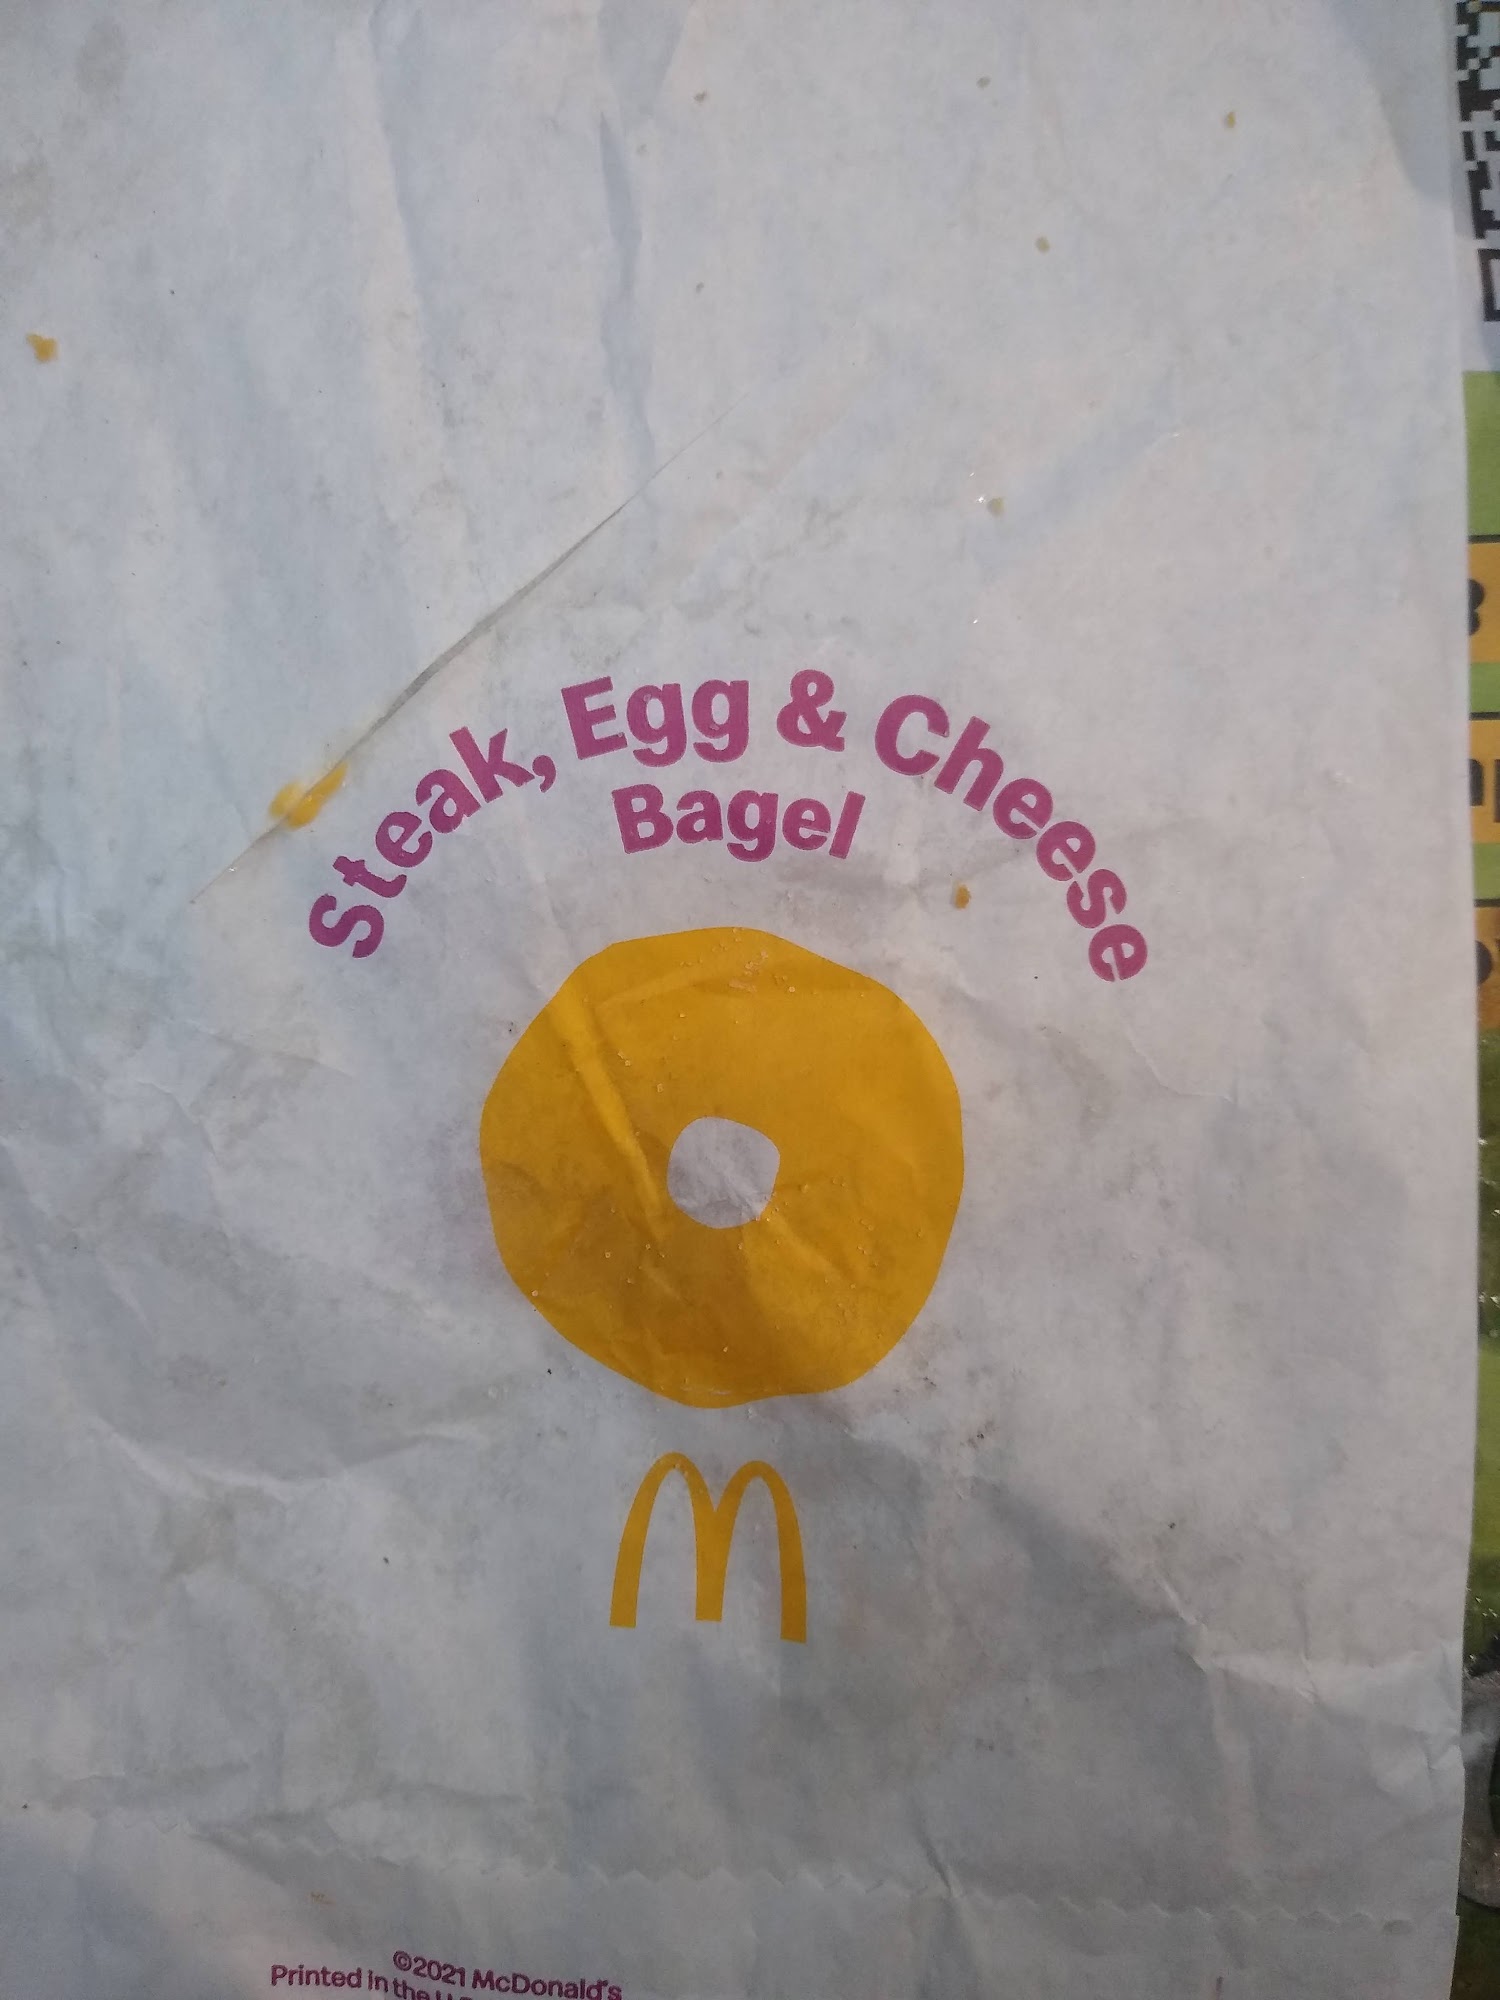 Steak, Egg & Cheese
Bagel
©2021 McDonald's
Printed in the